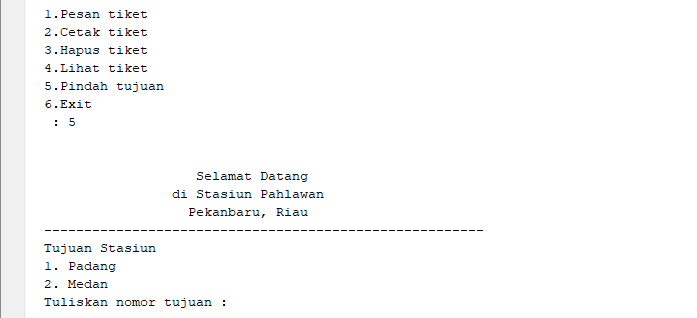 1.Pesan tiket
2.Cetak tiket
3.Hapus tiket
4.Lihat tiket
5.Pindah tujuan
6.Exit
: 5
Selamat Datang
di Stasiun Pahlawan
Pekanbaru, Riau
-------------------------------------------------------
Tujuan Stasiun
1. Padang
2. Medan
Tuliskan nomor tujuan :